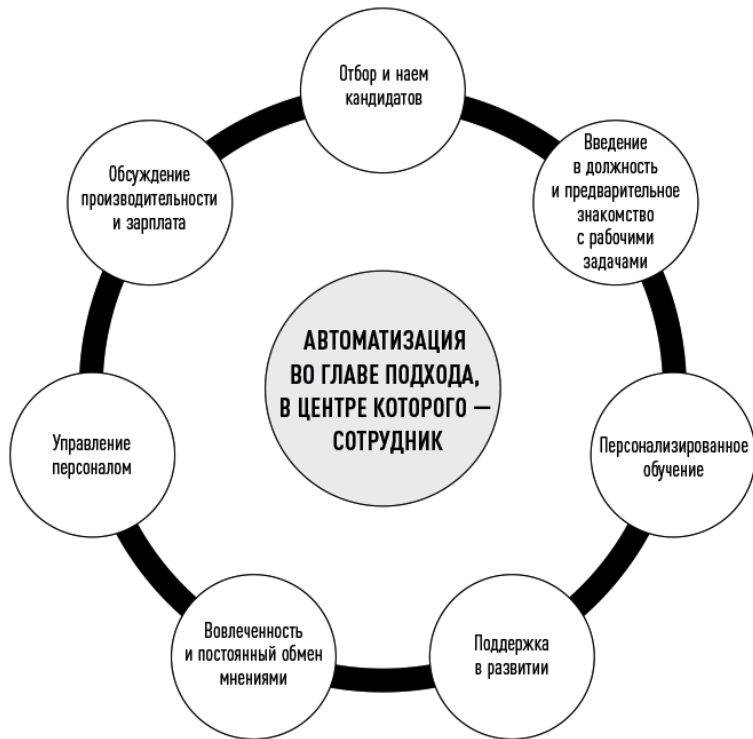 Отбор и наем
кандидатов
Введение
в должность
и предварительное
знакомство
с рабочими
задачами
Персонализированное
обучение
Поддержка
в развитии
Вовлеченность
и постоянный обмен
мнениями
Управление
персоналом
Обсуждение
производительности
и зарплата
АВТОМАТИЗАЦИЯ
ВО ГЛАВЕ ПОДХОДА,
В ЦЕНТРЕ КОТОРОГО —
СОТРУДНИК